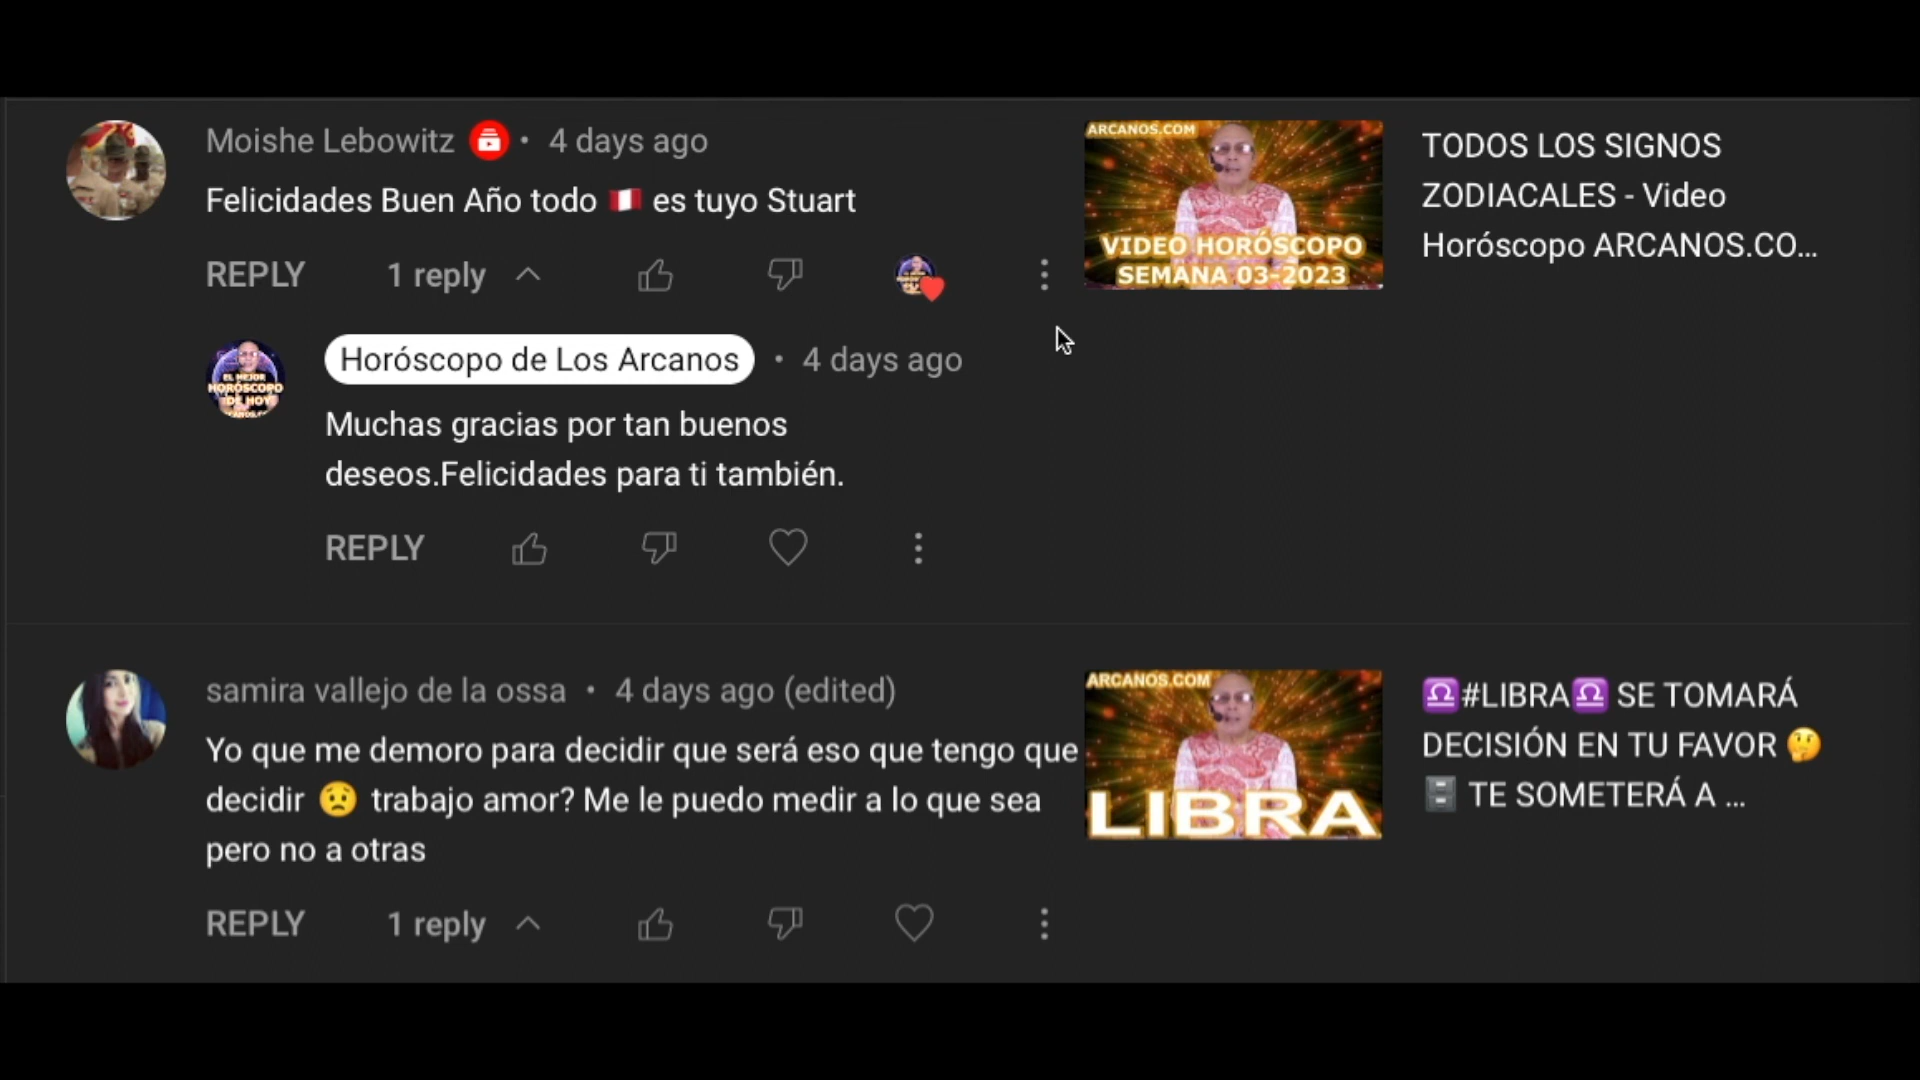 Moishe Lebowitz • 4 days ago
Felicidades Buen Año todo 🇵🇪 es tuyo Stuart
REPLY 1 reply
ARCANOS.COM
VIDEO HORÓSCOPO
SEMANA 03-2023
TODOS LOS SIGNOS
ZODIACALES - Video
Horóscopo ARCANOS.CO...
EL MEJOR
HORÓSCOPO
DE HOY
Horóscopo de Los Arcanos • 4 days ago
Muchas gracias por tan buenos
deseos.Felicidades para ti también.
REPLY
samira vallejo de la ossa • 4 days ago (edited)
Yo que me demoro para decidir que será eso que tengo que
decidir 😟 trabajo amor? Me le puedo medir a lo que sea
pero no a otras
REPLY 1 reply
ARCANOS.COM
LIBRA
♎#LIBRA♎ SE TOMARÁ
DECISIÓN EN TU FAVOR 🤔
🗄️ TE SOMETERÁ A ...